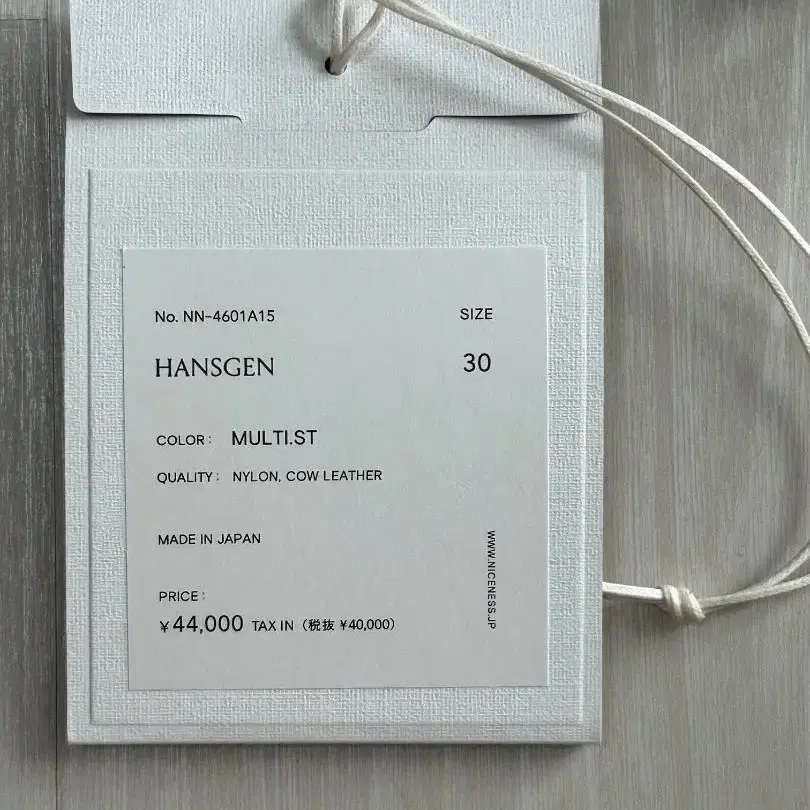 No. NN-4601A15
SIZE
HANSGEN
30
COLOR : MULTI.ST
QUALITY : NYLON, COW LEATHER
MADE IN JAPAN
PRICE :
¥44,000 TAX IN（税抜 ¥40,000）
WWW.NICENESS.JP